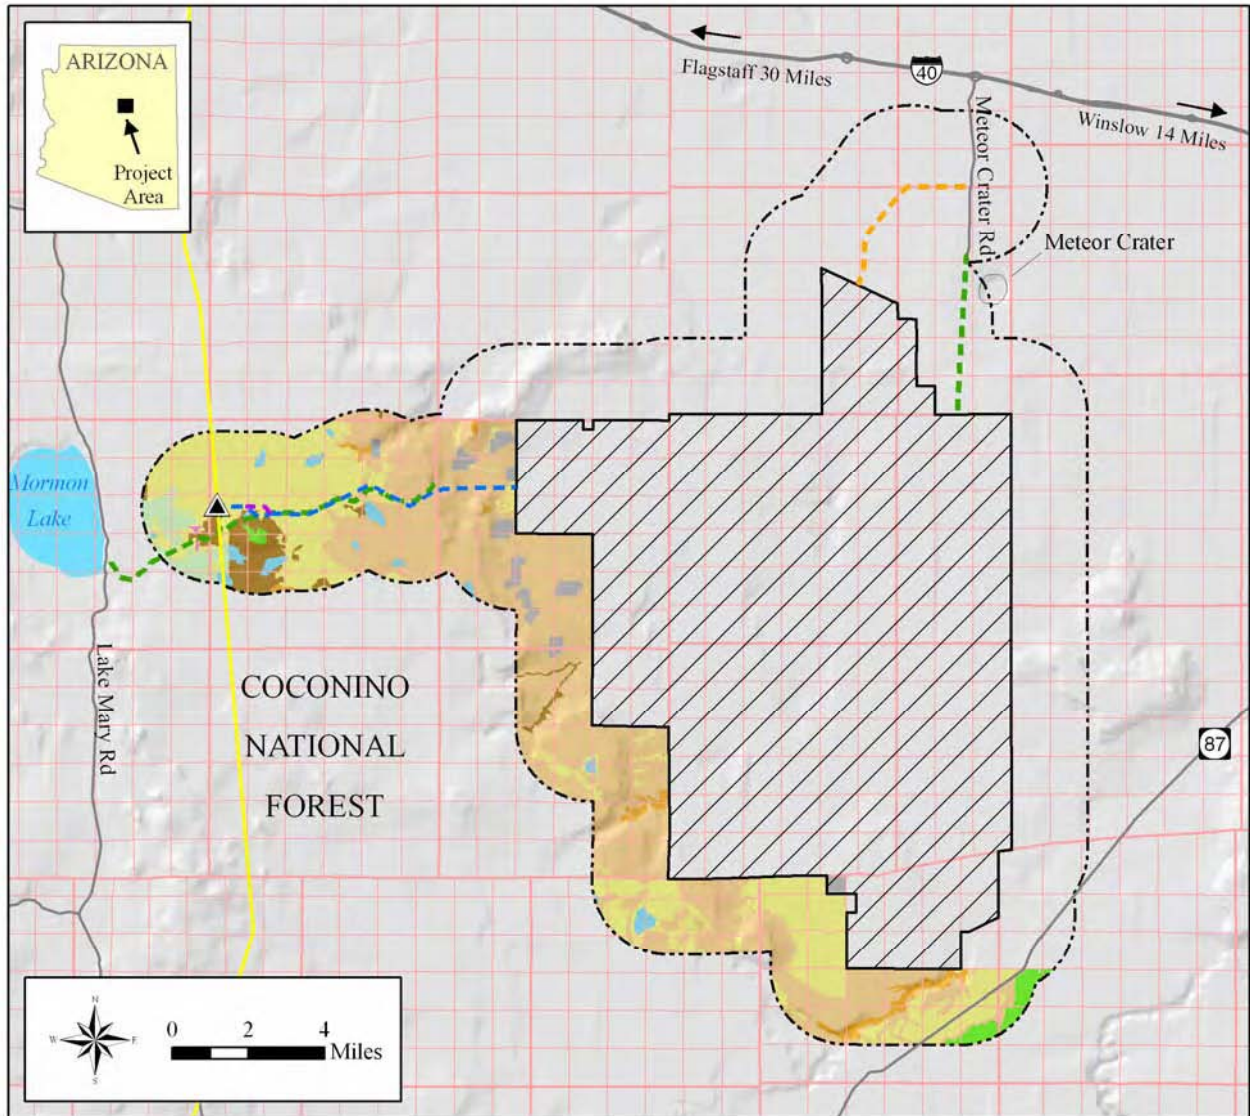 ARIZONA
Project
Area
Flagstaff 30 Miles
40
Winslow 14 Miles
Meteor Crater Rd
Meteor Crater
Mormon
Lake
Lake Mary Rd
COCONINO
NATIONAL
FOREST
87
N
W E
S
0 2 4
Miles